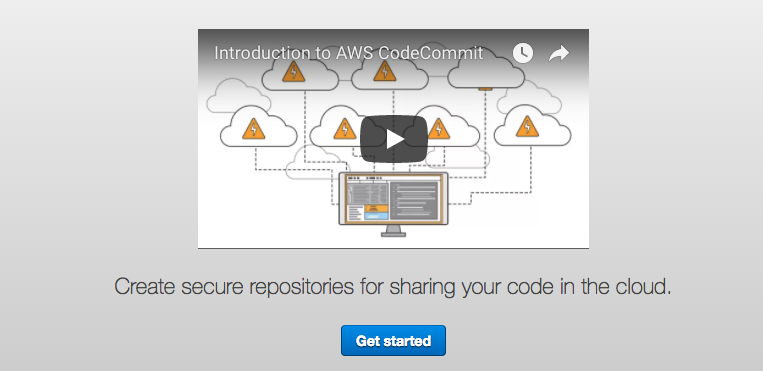 Introduction to AWS CodeCommit
Create secure repositories for sharing your code in the cloud.
Get started